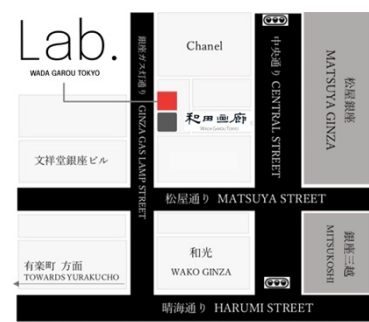 Lab.
WADA GAROU TOKYO
Chanel
銀座ガス灯通り GINZA GAS LAMP STREET
中央通り CENTRAL STREET
松屋銀座
MATSUYA GINZA
和田画廊
WADA GAROU TOKYO
文祥堂銀座ビル
松屋通り MATSUYA STREET
有楽町 方面
TOWARDS YURAKUCHO
和光
WAKO GINZA
銀座三越
MITSUKOSHI
晴海通り HARUMI STREET